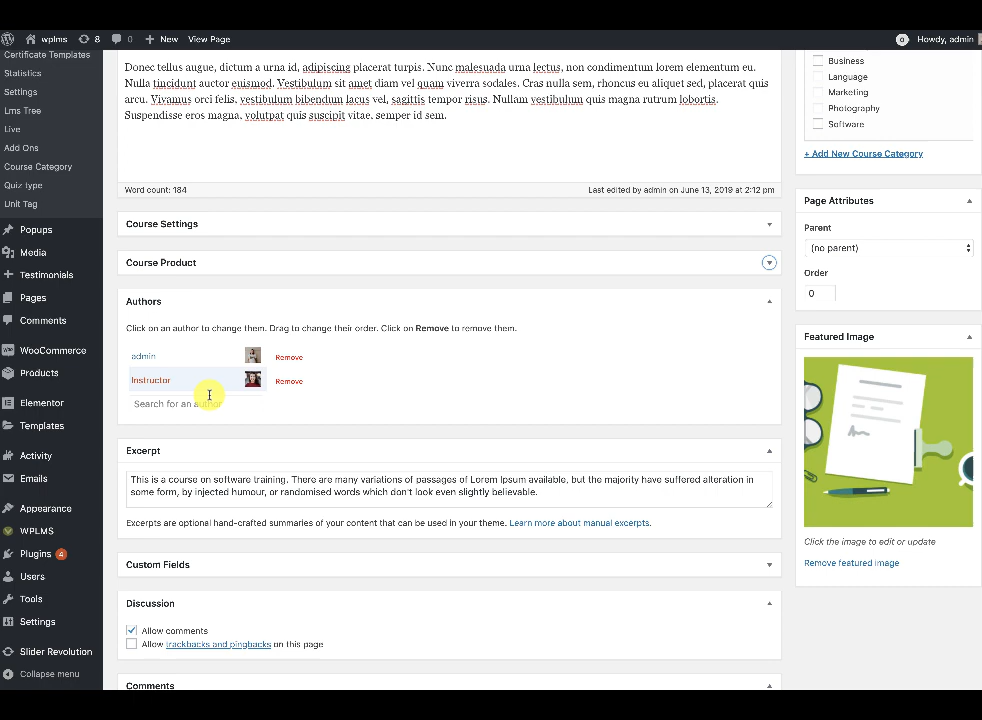 wplms 8 0 New View Page Howdy, admin
Certificate Templates
Statistics
Settings
Lms Tree
Live
Add Ons
Course Category
Quiz type
Unit Tag
Popups
Media
Testimonials
Pages
Comments
WooCommerce
Products
Elementor
Templates
Activity
Emails
Appearance
WPLMS
Plugins 4
Users
Tools
Settings
Slider Revolution
Collapse menu
Donec tellus augue, dictum a urna id, adipiscing placerat turpis. Nunc malesuada urna lectus, non condimentum lorem elementum eu.
Nulla tincidunt auctor euismod. Vestibulum sit amet diam vel quam viverra sodales. Cras nulla sem, rhoncus eu aliquet sed, placerat quis
arcu. Vivamus orci felis, vestibulum bibendum lacus vel, sagittis tempor risus. Nullam vestibulum quis magna rutrum lobortis.
Suspendisse eros magna, volutpat quis suscipit vitae, semper id sem.
Word count: 184 Last edited by admin on June 13, 2019 at 2:12 pm
Course Settings
Course Product
Authors
Click on an author to change them. Drag to change their order. Click on Remove to remove them.
admin Remove
Instructor Remove
Search for an author
Excerpt
This is a course on software training. There are many variations of passages of Lorem Ipsum available, but the majority have suffered alteration in
some form, by injected humour, or randomised words which don't look even slightly believable.
Excerpts are optional hand-crafted summaries of your content that can be used in your theme. Learn more about manual excerpts.
Custom Fields
Discussion
Allow comments
Allow trackbacks and pingbacks on this page
Comments
Business
Language
Marketing
Photography
Software
+ Add New Course Category
Page Attributes
Parent
(no parent)
Order
0
Featured Image
Click the image to edit or update
Remove featured image